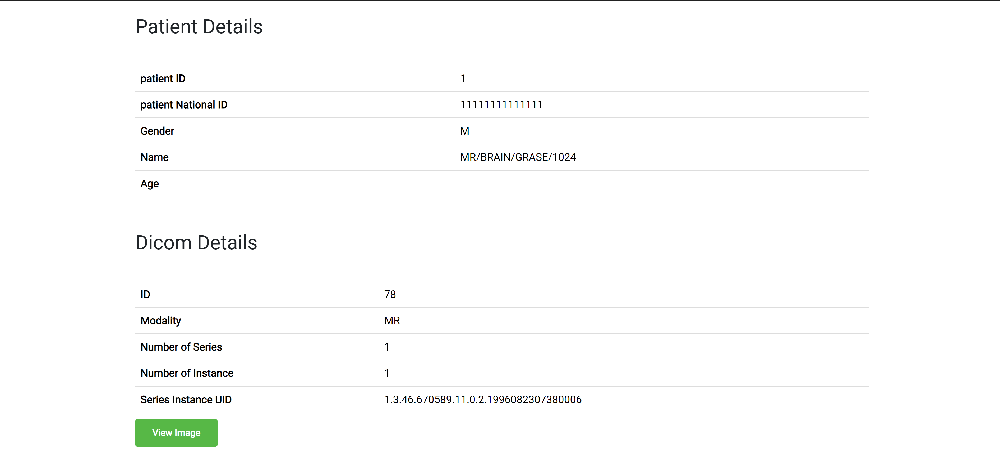 Patient Details
patient ID 1
patient National ID 11111111111111
Gender M
Name MR/BRAIN/GRASE/1024
Age
Dicom Details
ID 78
Modality MR
Number of Series 1
Number of Instance 1
Series Instance UID 1.3.46.670589.11.0.2.1996082307380006
View Image